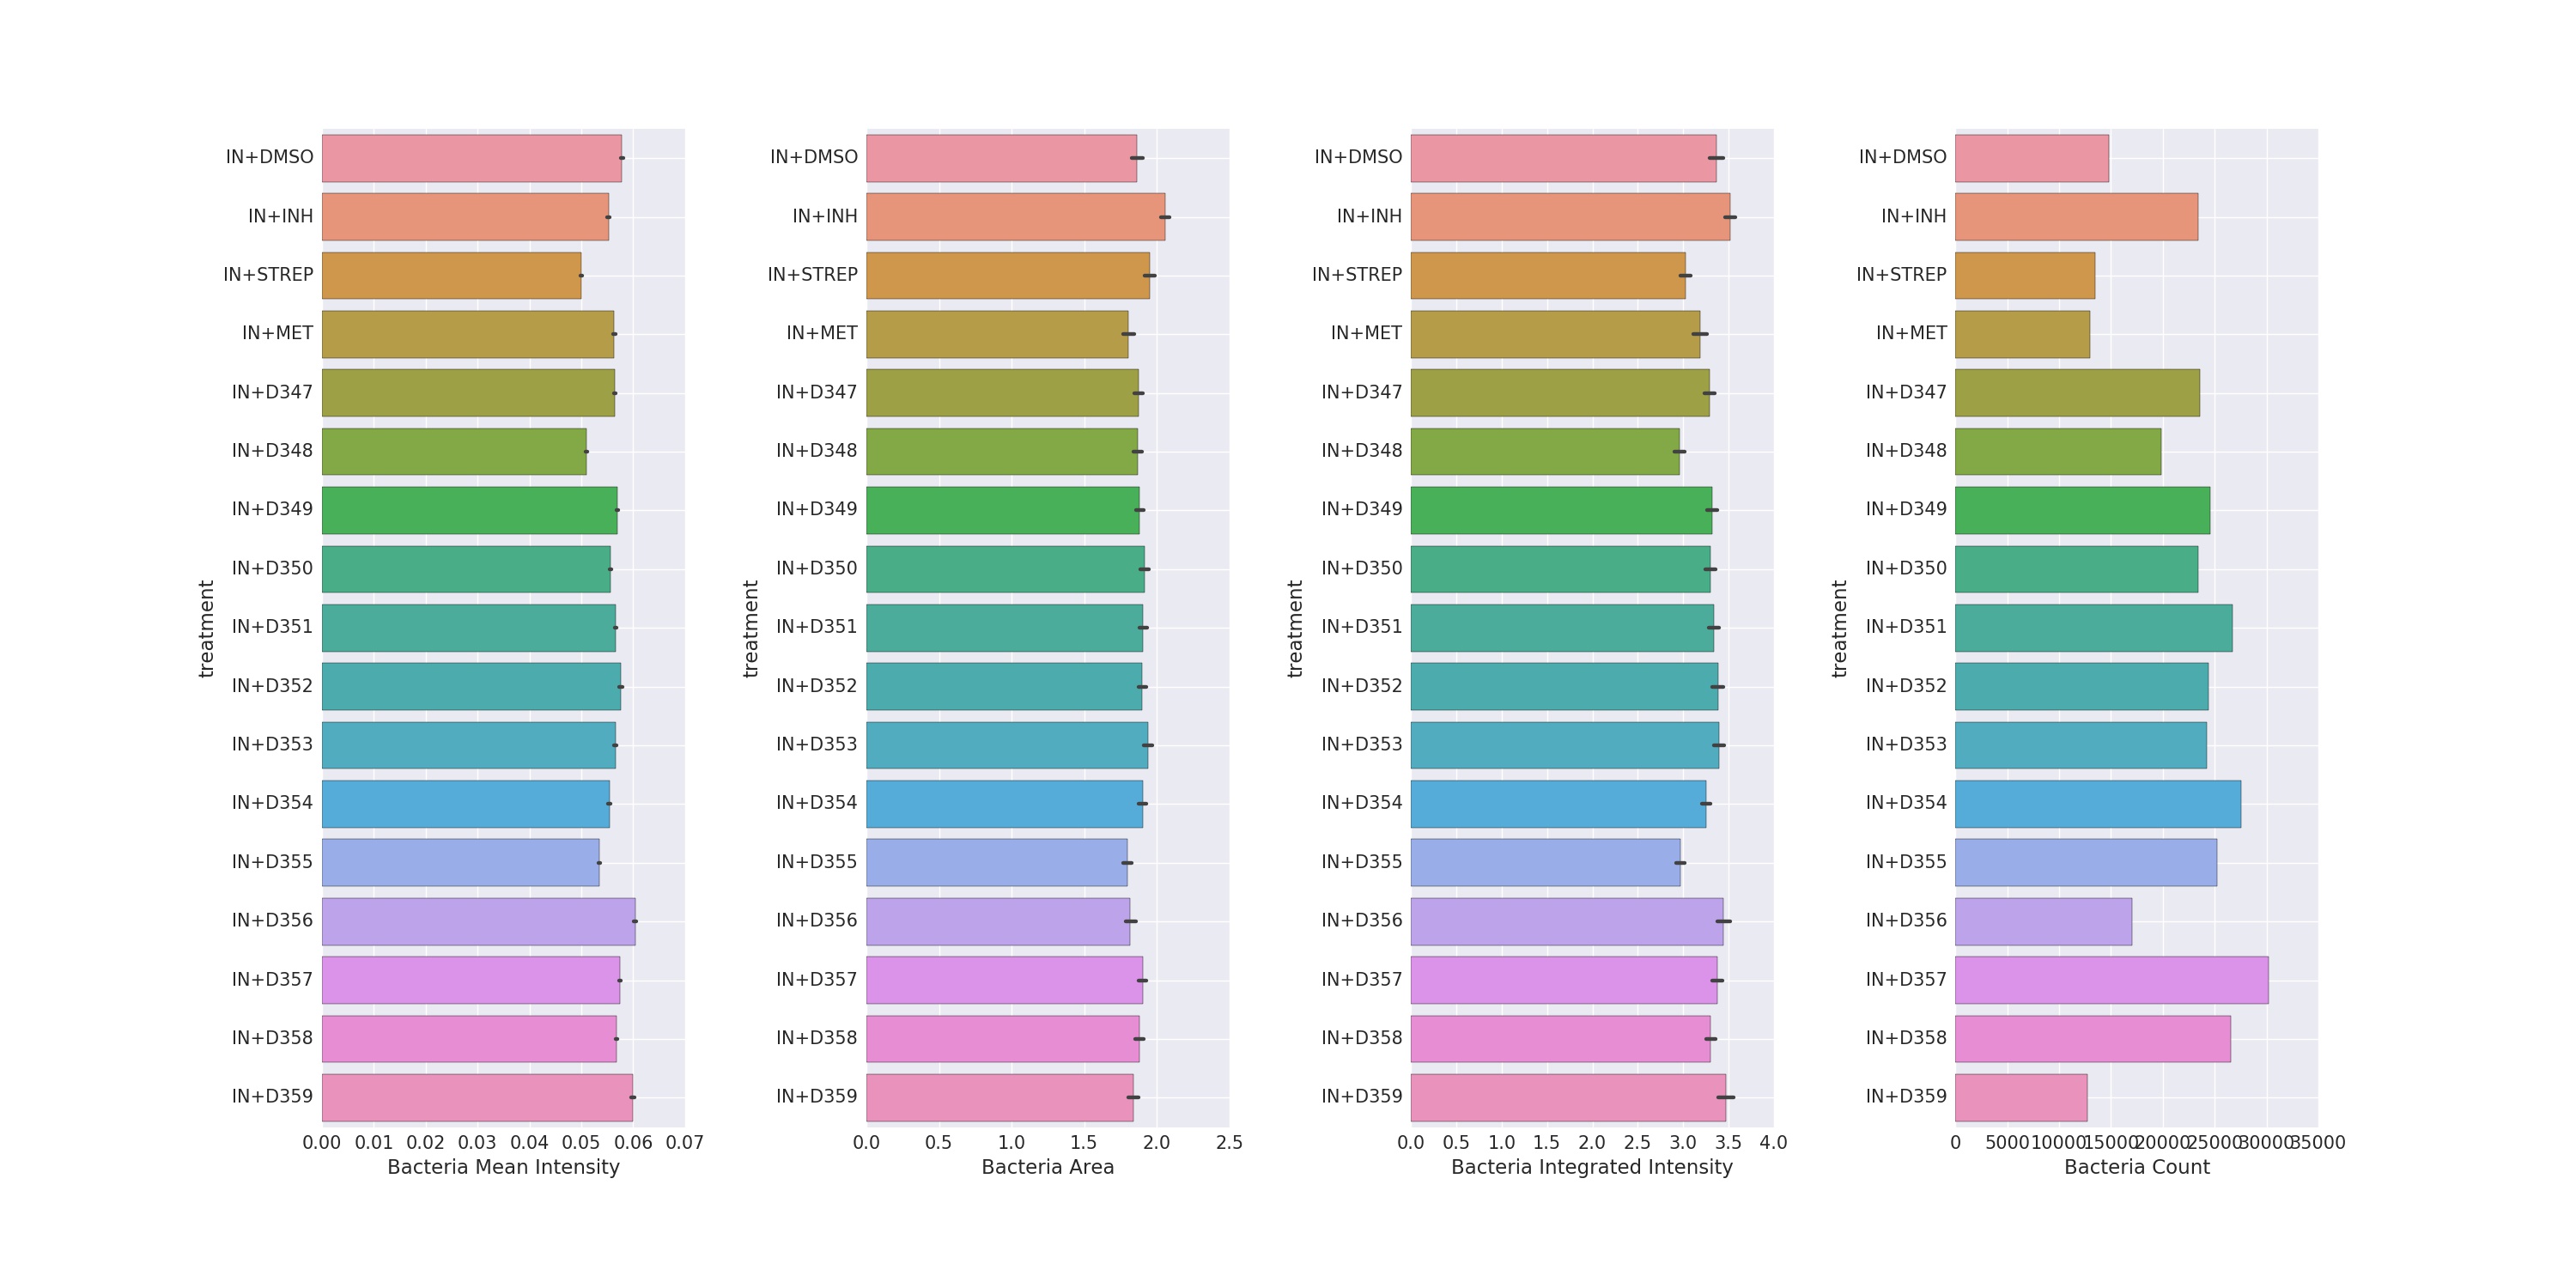 IN+DMSO
IN+INH
IN+STREP
IN+MET
IN+D347
IN+D348
IN+D349
IN+D350
IN+D351
IN+D352
IN+D353
IN+D354
IN+D355
IN+D356
IN+D357
IN+D358
IN+D359
treatment
0.00 0.01 0.02 0.03 0.04 0.05 0.06 0.07
Bacteria Mean Intensity
IN+DMSO
IN+INH
IN+STREP
IN+MET
IN+D347
IN+D348
IN+D349
IN+D350
IN+D351
IN+D352
IN+D353
IN+D354
IN+D355
IN+D356
IN+D357
IN+D358
IN+D359
treatment
0.0 0.5 1.0 1.5 2.0 2.5
Bacteria Area
IN+DMSO
IN+INH
IN+STREP
IN+MET
IN+D347
IN+D348
IN+D349
IN+D350
IN+D351
IN+D352
IN+D353
IN+D354
IN+D355
IN+D356
IN+D357
IN+D358
IN+D359
treatment
0.0 0.5 1.0 1.5 2.0 2.5 3.0 3.5 4.0
Bacteria Integrated Intensity
IN+DMSO
IN+INH
IN+STREP
IN+MET
IN+D347
IN+D348
IN+D349
IN+D350
IN+D351
IN+D352
IN+D353
IN+D354
IN+D355
IN+D356
IN+D357
IN+D358
IN+D359
treatment
0 5000 10000 15000 20000 25000 30000 35000
Bacteria Count